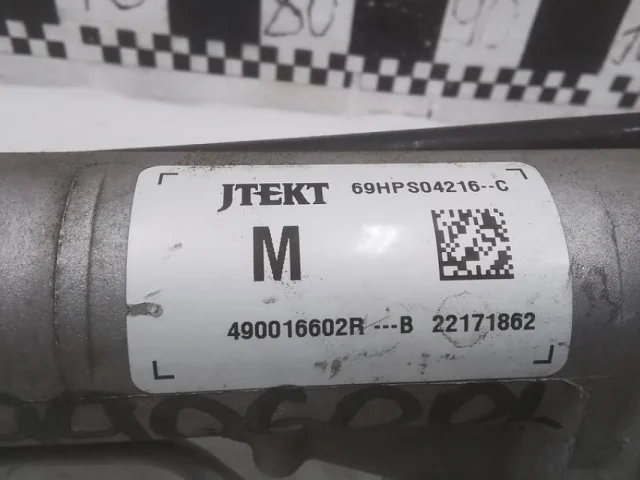 80
90
JTEKT 69HPS04216--C
M
490016602R ---B 22171862